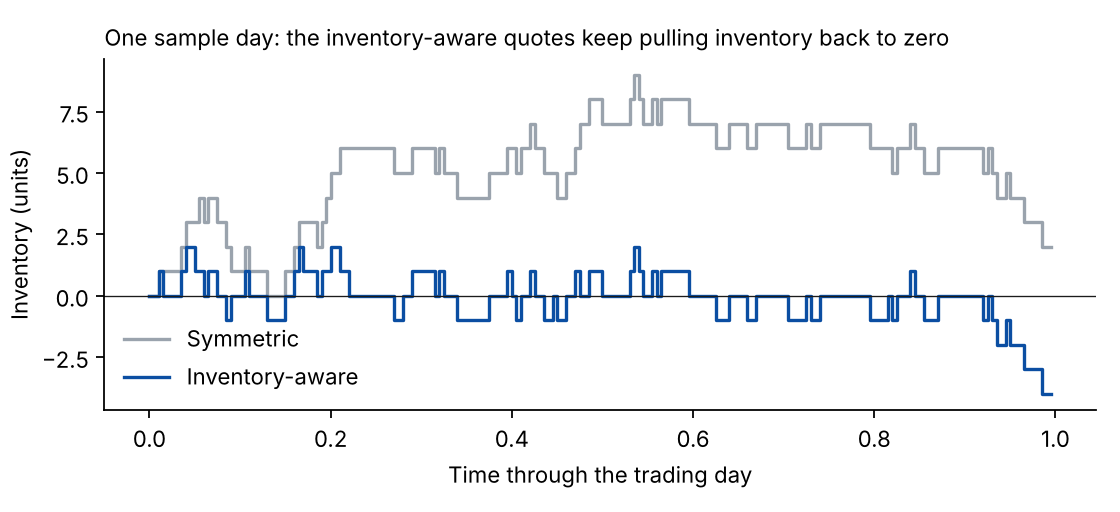 One sample day: the inventory-aware quotes keep pulling inventory back to zero
Inventory (units)
7.5
5.0
2.5
0.0
−2.5
Symmetric
Inventory-aware
0.0 0.2 0.4 0.6 0.8 1.0
Time through the trading day